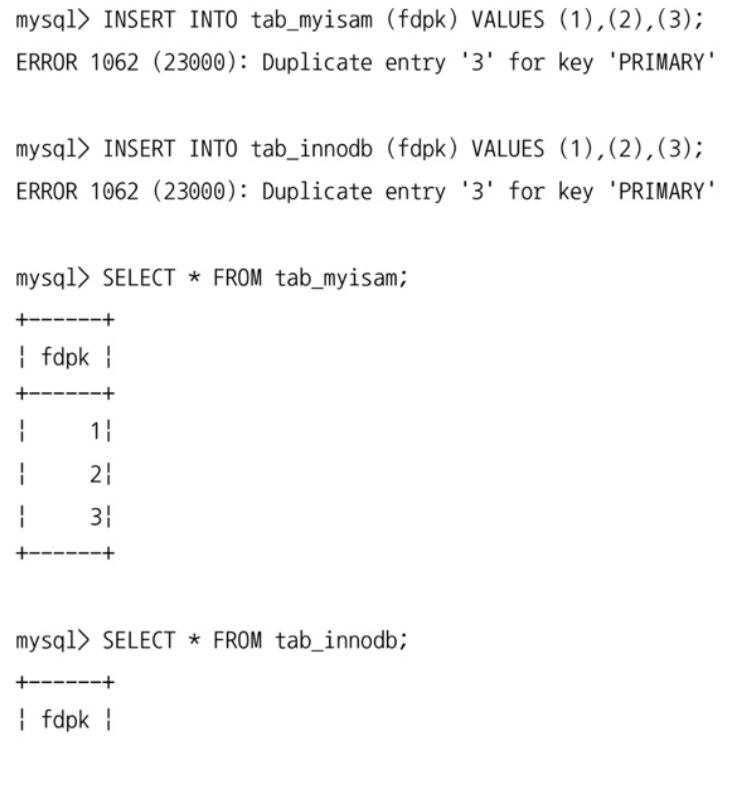 mysql> INSERT INTO tab_myisam (fdpk) VALUES (1),(2),(3);
ERROR 1062 (23000): Duplicate entry '3' for key 'PRIMARY'
mysql> INSERT INTO tab_innodb (fdpk) VALUES (1),(2),(3);
ERROR 1062 (23000): Duplicate entry '3' for key 'PRIMARY'
mysql> SELECT * FROM tab_myisam;
+------+
¦ fdpk ¦
+------+
¦    1¦
¦    2¦
¦    3¦
+------+
mysql> SELECT * FROM tab_innodb;
+------+
¦ fdpk ¦